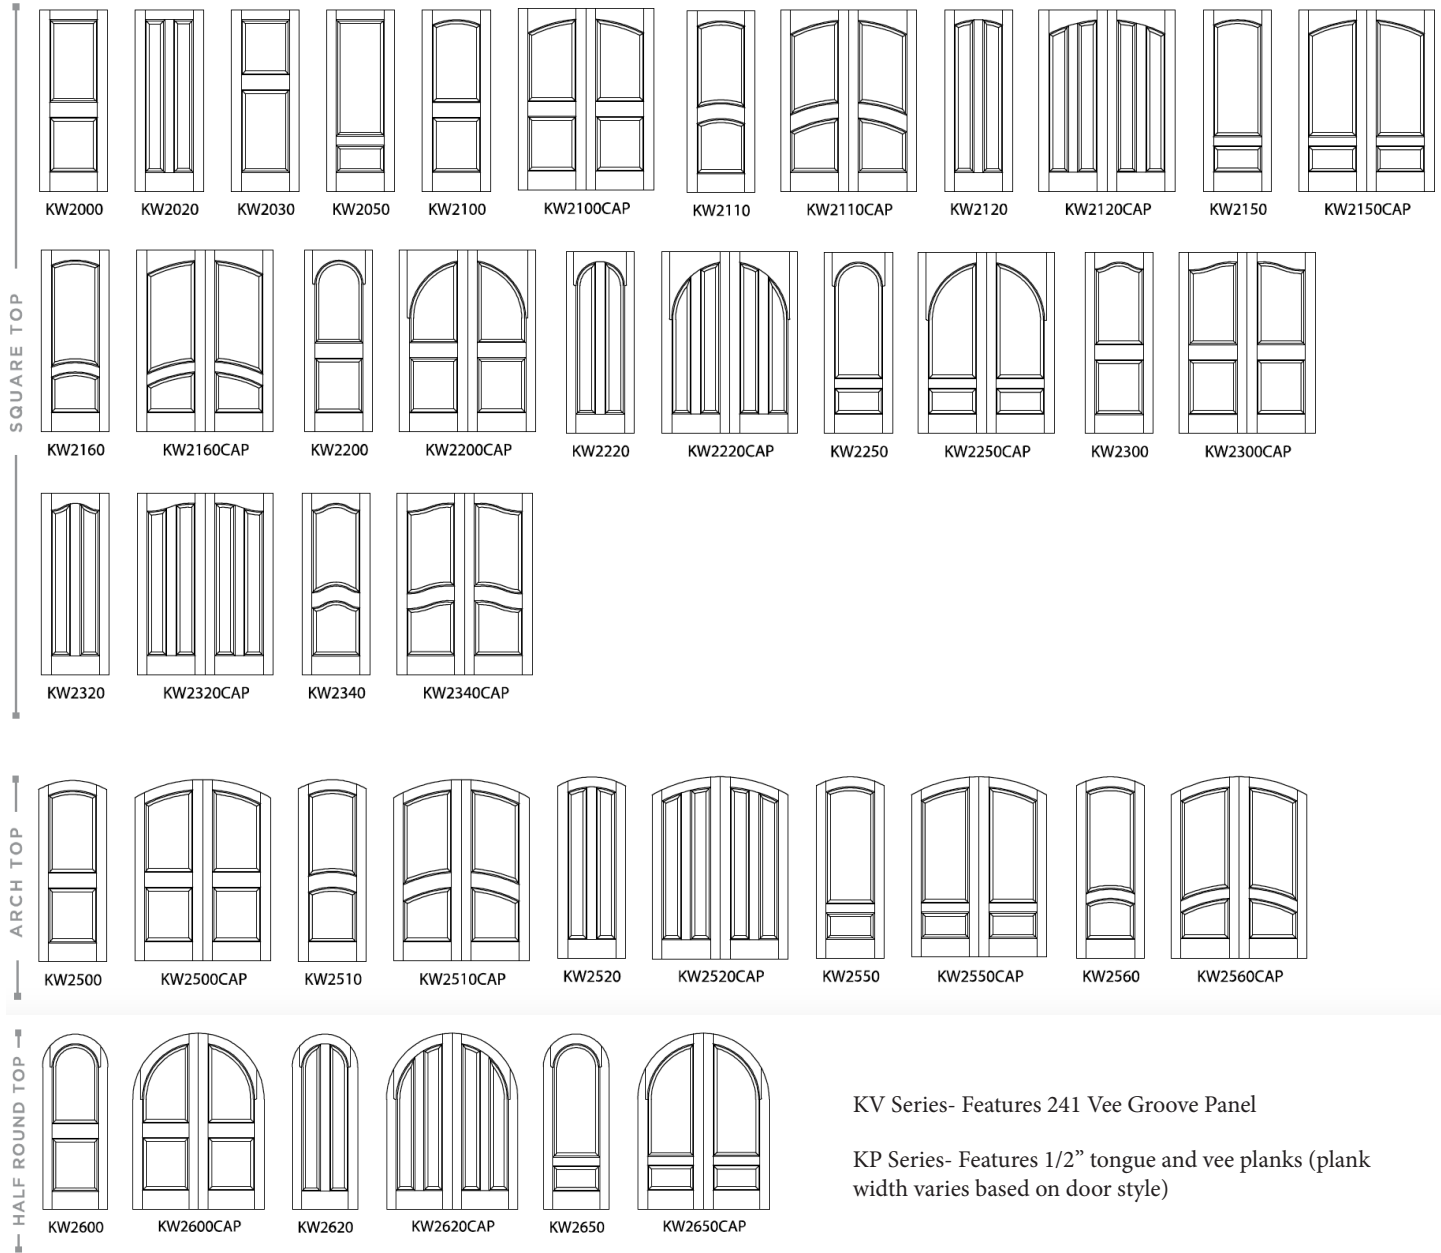 SQUARE TOP
KW2000 KW2020 KW2030 KW2050 KW2100 KW2100CAP KW2110 KW2110CAP KW2120 KW2120CAP KW2150 KW2150CAP
KW2160 KW2160CAP KW2200 KW2200CAP KW2220 KW2220CAP KW2250 KW2250CAP KW2300 KW2300CAP
KW2320 KW2320CAP KW2340 KW2340CAP
ARCH TOP
KW2500 KW2500CAP KW2510 KW2510CAP KW2520 KW2520CAP KW2550 KW2550CAP KW2560 KW2560CAP
HALF ROUND TOP
KW2600 KW2600CAP KW2620 KW2620CAP KW2650 KW2650CAP
KV Series- Features 241 Vee Groove Panel
KP Series- Features 1/2” tongue and vee planks (plank
width varies based on door style)